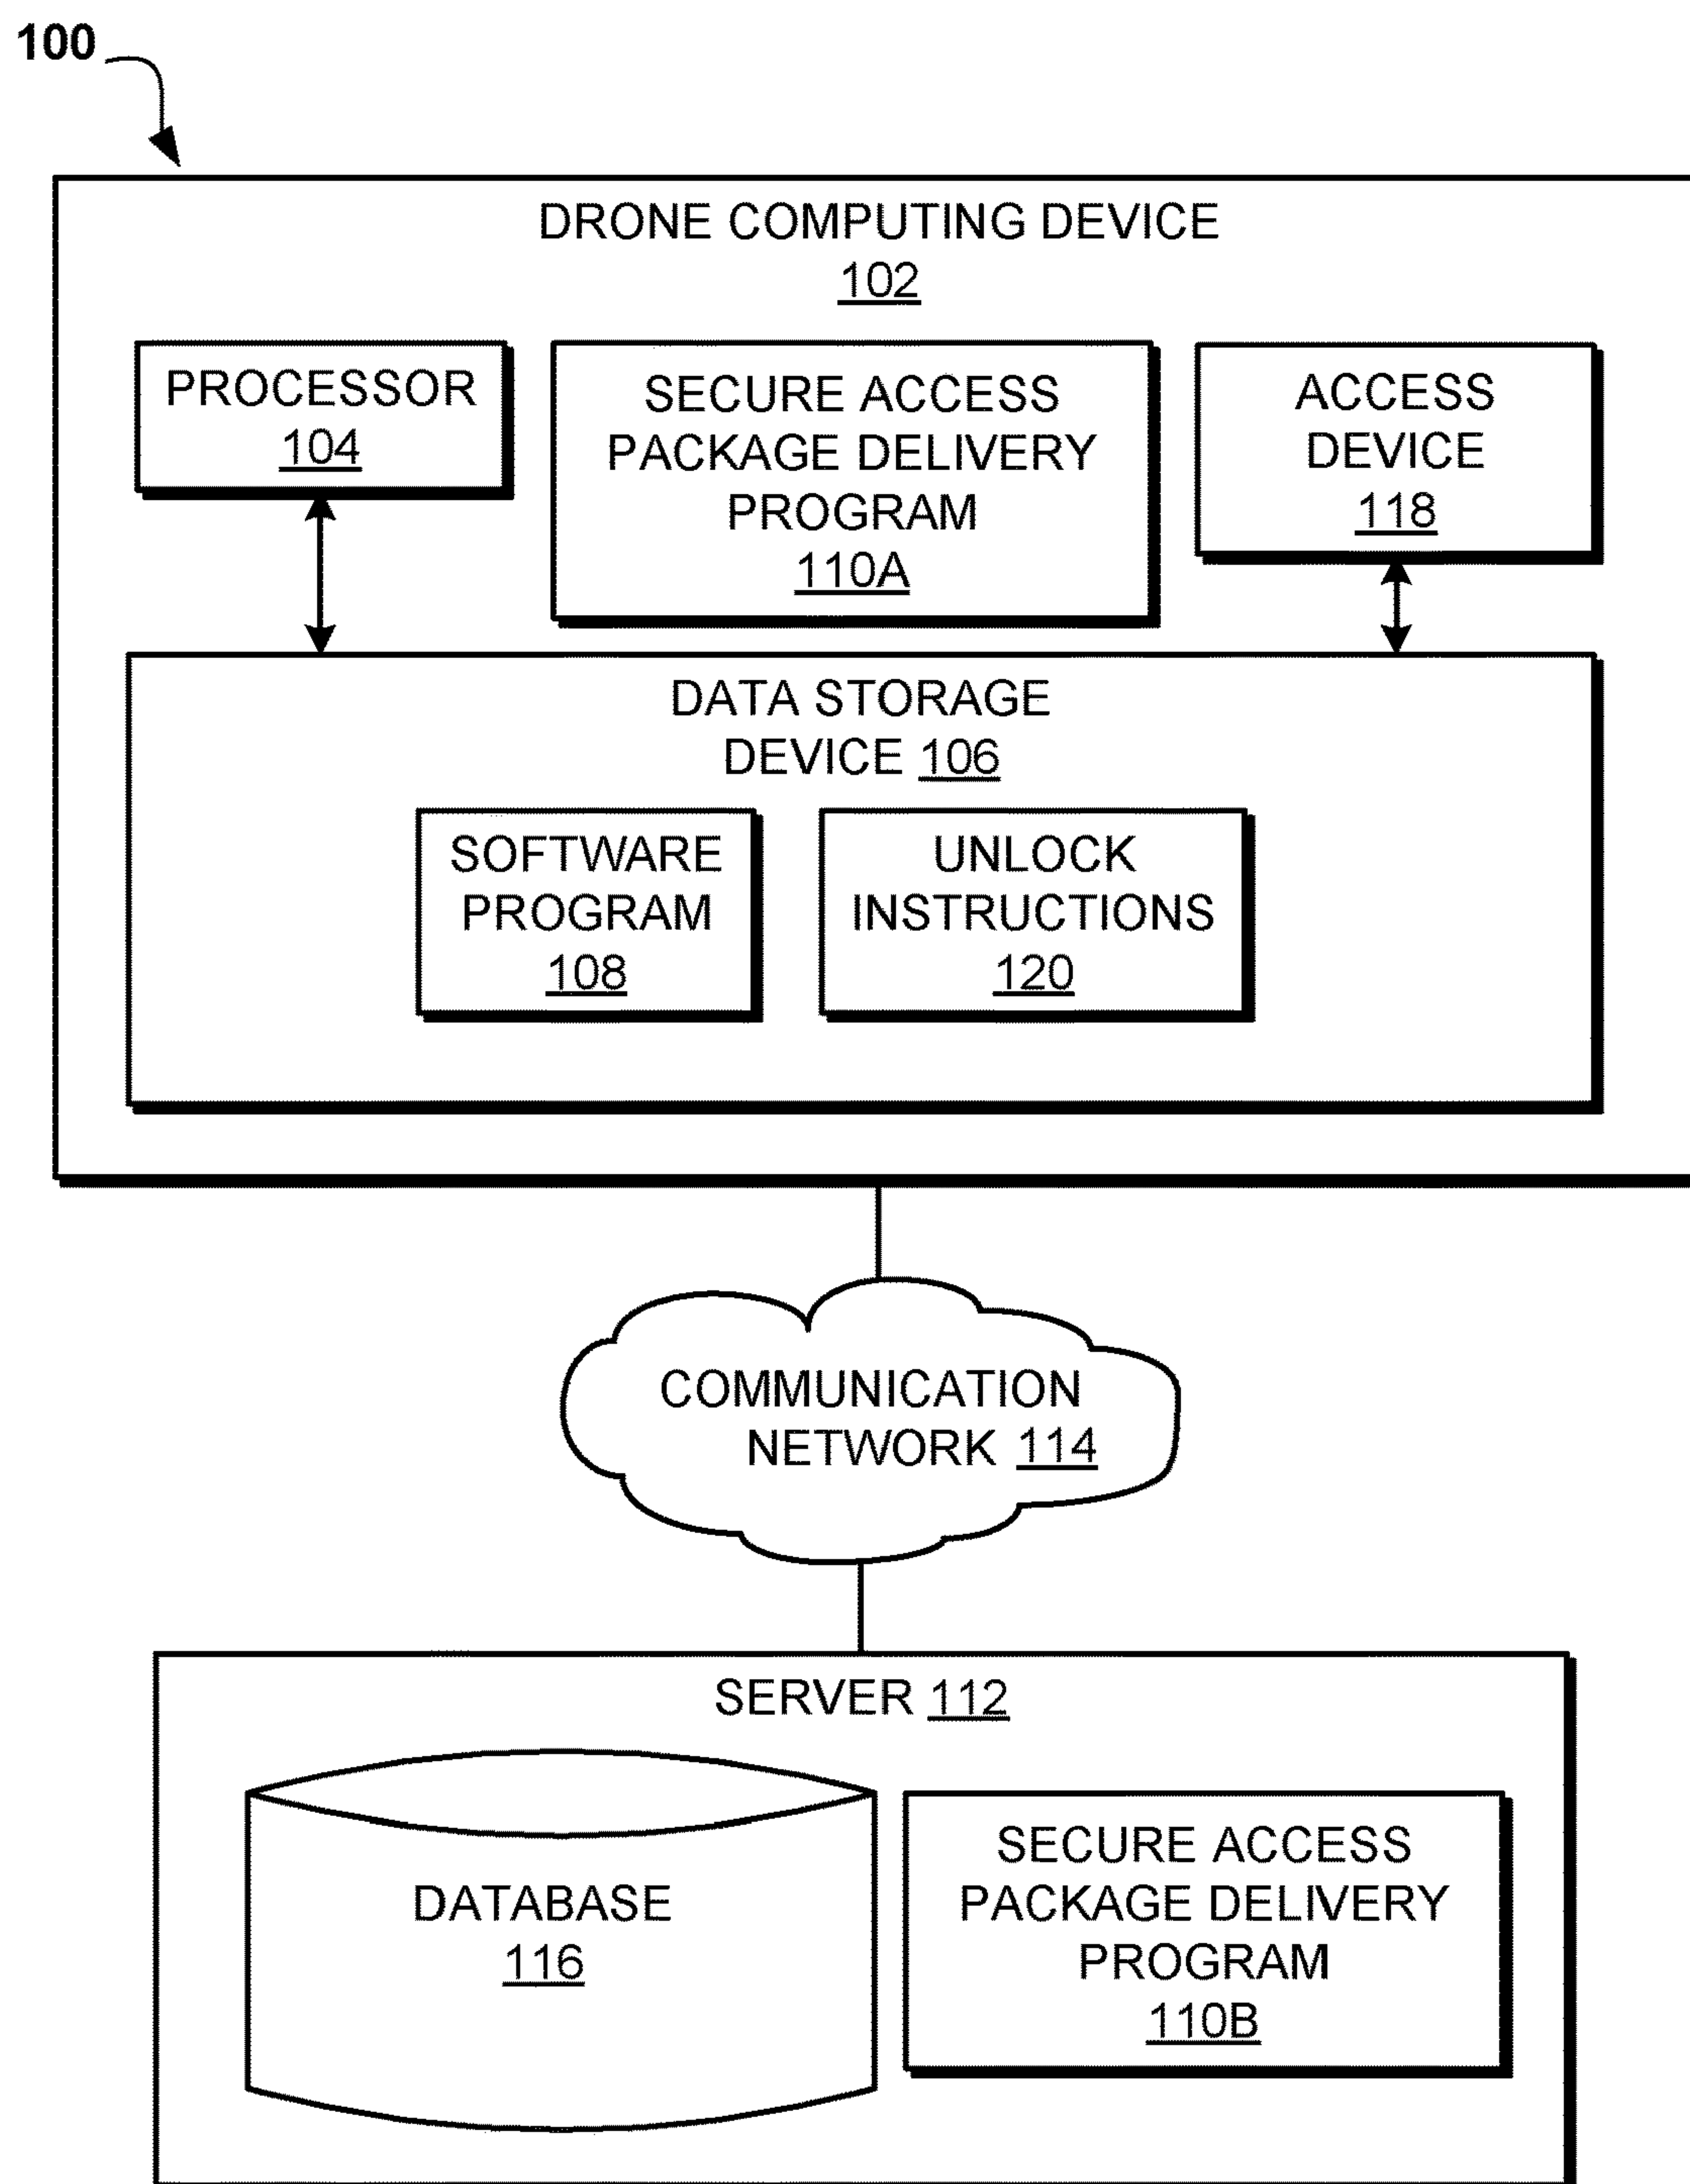 100
DRONE COMPUTING DEVICE
102
PROCESSOR
104
SECURE ACCESS
PACKAGE DELIVERY
PROGRAM
110A
ACCESS
DEVICE
118
DATA STORAGE
DEVICE 106
SOFTWARE
PROGRAM
108
UNLOCK
INSTRUCTIONS
120
COMMUNICATION
NETWORK 114
SERVER 112
DATABASE
116
SECURE ACCESS
PACKAGE DELIVERY
PROGRAM
110B